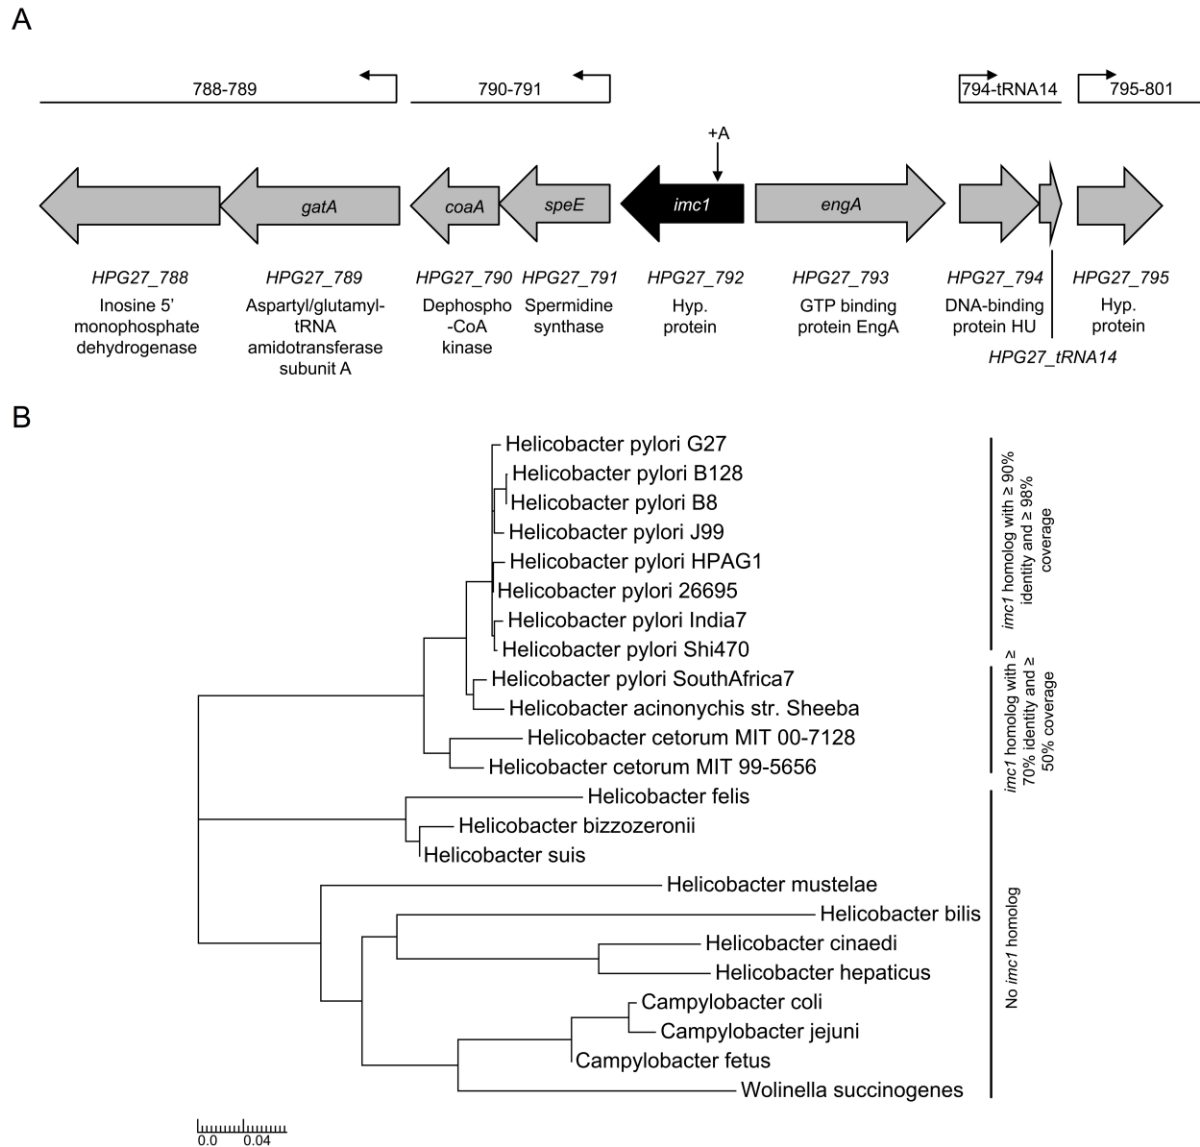 A
788-789
790-791
794-tRNA14
795-801
+A
gatA
coaA
speE
imc1
engA
HPG27_788
Inosine 5'
monophosphate
dehydrogenase
HPG27_789
Aspartyl/glutamyl-
tRNA
amidotransferase
subunit A
HPG27_790
Dephospho
-CoA
kinase
HPG27_791
Spermidine
synthase
HPG27_792
Hyp.
protein
HPG27_793
GTP binding
protein EngA
HPG27_794
DNA-binding
protein HU
HPG27_tRNA14
HPG27_795
Hyp.
protein
B
Helicobacter pylori G27
Helicobacter pylori B128
Helicobacter pylori B8
Helicobacter pylori J99
Helicobacter pylori HPAG1
Helicobacter pylori 26695
Helicobacter pylori India7
Helicobacter pylori Shi470
Helicobacter pylori SouthAfrica7
Helicobacter acinonychis str. Sheeba
Helicobacter cetorum MIT 00-7128
Helicobacter cetorum MIT 99-5656
Helicobacter felis
Helicobacter bizzozeronii
Helicobacter suis
Helicobacter mustelae
Helicobacter bilis
Helicobacter cinaedi
Helicobacter hepaticus
Campylobacter coli
Campylobacter jejuni
Campylobacter fetus
Wolinella succinogenes
imc1 homolog with ≥ 90%
identity and ≥ 98%
coverage
imc1 homolog with ≥
70% identity and ≥
50% coverage
No imc1 homolog
0.0
0.04